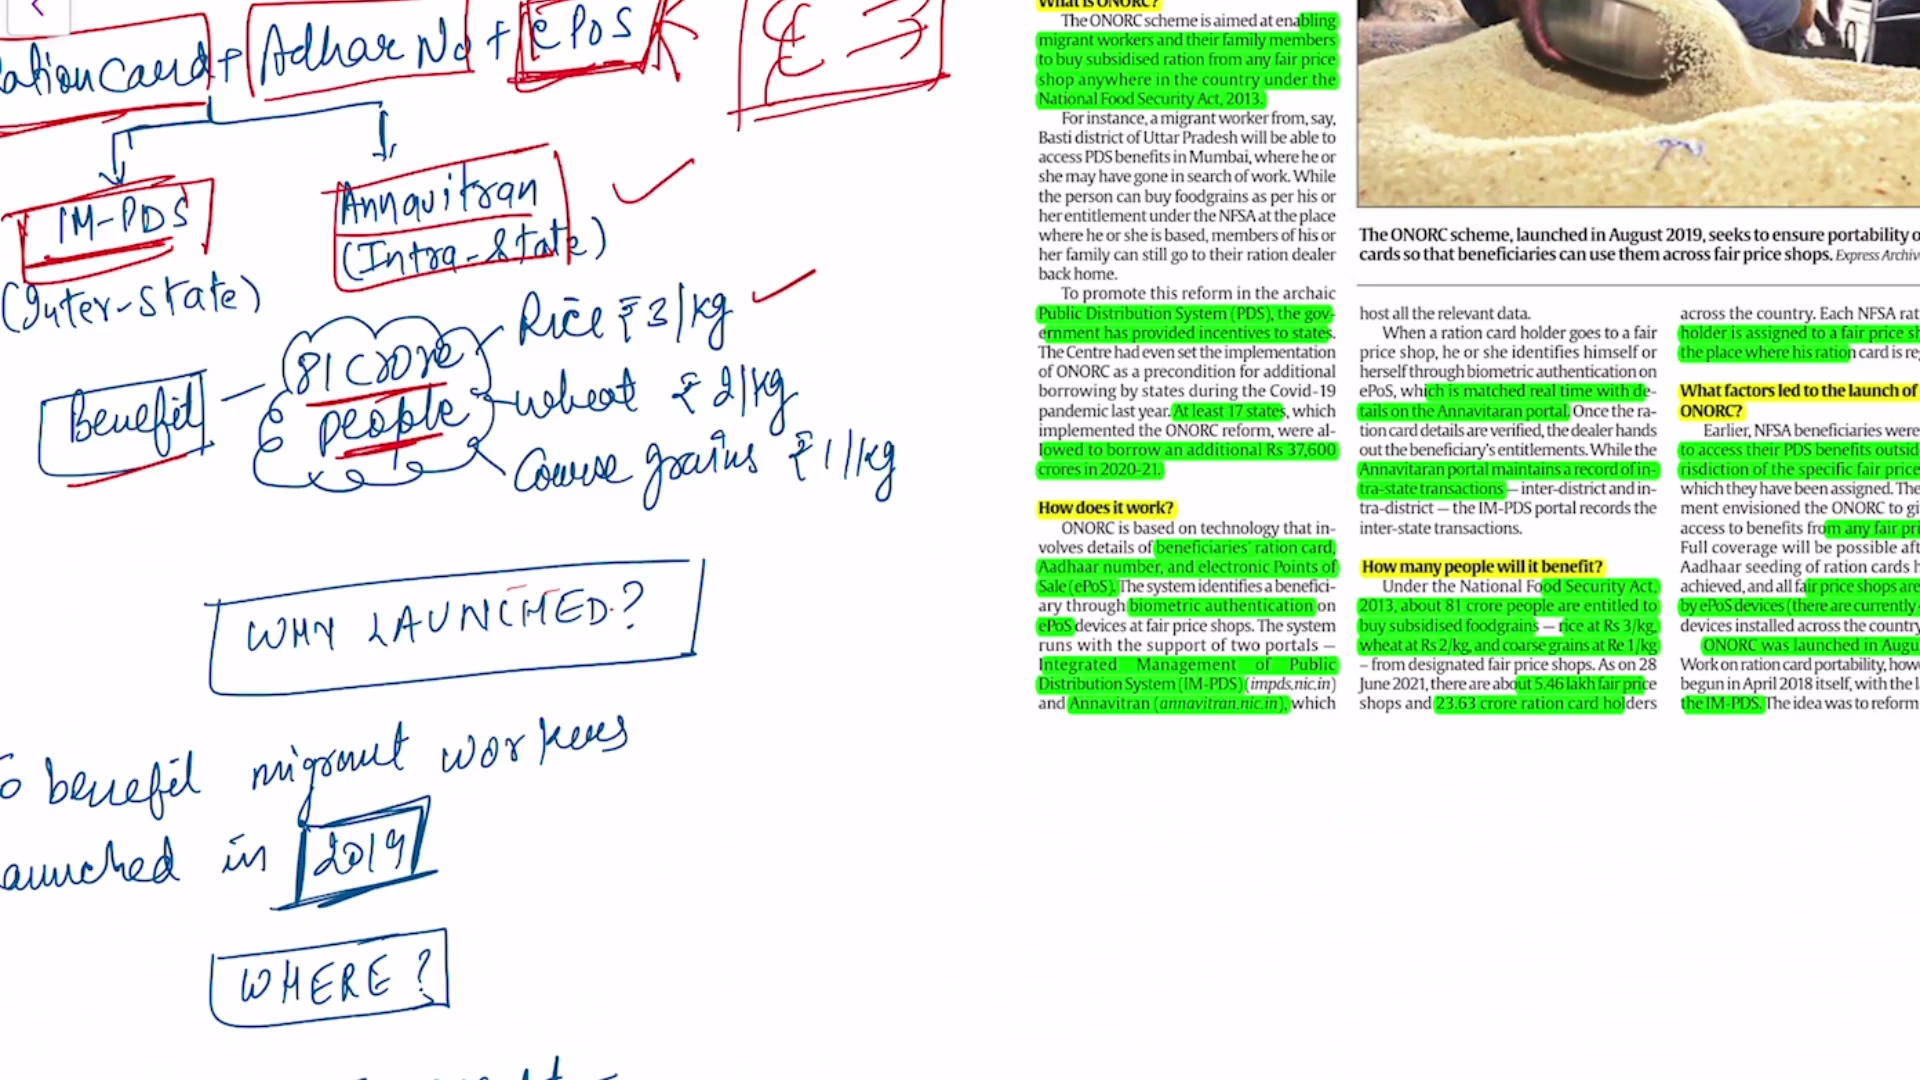 ationCard + Adhar No + ePoS
IM-PDS
(Inter-State)
Annavitran
(Intra-State)
Benefit
81 crore
people
Rice ₹3/kg
wheat ₹2/kg
Course grains ₹1/kg
WHY LAUNCHED?
To benefit migrant workers
aunched in 2019
WHERE?
What is ONORC?
The ONORC scheme is aimed at enabling
migrant workers and their family members
to buy subsidised ration from any fair price
shop anywhere in the country under the
National Food Security Act, 2013.
For instance, a migrant worker from, say,
Basti district of Uttar Pradesh will be able to
access PDS benefits in Mumbai, where he or
she may have gone in search of work. While
the person can buy foodgrains as per his or
her entitlement under the NFSA at the place
where he or she is based, members of his or
her family can still go to their ration dealer
back home.
To promote this reform in the archaic
Public Distribution System (PDS), the gov-
ernment has provided incentives to states.
The Centre had even set the implementation
of ONORC as a precondition for additional
borrowing by states during the Covid-19
pandemic last year. At least 17 states, which
implemented the ONORC reform, were al-
lowed to borrow an additional Rs 37,600
crores in 2020-21.
How does it work?
ONORC is based on technology that in-
volves details of beneficiaries' ration card,
Aadhaar number, and electronic Points of
Sale (ePoS). The system identifies a benefici-
ary through biometric authentication on
ePoS devices at fair price shops. The system
runs with the support of two portals —
Integrated Management of Public
Distribution System (IM-PDS) (impds.nic.in)
and Annavitran (annavitran.nic.in), which
The ONORC scheme, launched in August 2019, seeks to ensure portability o
cards so that beneficiaries can use them across fair price shops. Express Archiv
host all the relevant data.
When a ration card holder goes to a fair
price shop, he or she identifies himself or
herself through biometric authentication on
ePoS, which is matched real time with de-
tails on the Annavitaran portal. Once the ra-
tion card details are verified, the dealer hands
out the beneficiary's entitlements. While the
Annavitaran portal maintains a record of in-
tra-state transactions — inter-district and in-
tra-district — the IM-PDS portal records the
inter-state transactions.
How many people will it benefit?
Under the National Food Security Act,
2013, about 81 crore people are entitled to
buy subsidised foodgrains — rice at Rs 3/kg,
wheat at Rs 2/kg, and coarse grains at Re 1/kg
– from designated fair price shops. As on 28
June 2021, there are about 5.46 lakh fair price
shops and 23.63 crore ration card holders
across the country. Each NFSA rat
holder is assigned to a fair price sh
the place where his ration card is re
What factors led to the launch of
ONORC?
Earlier, NFSA beneficiaries were
to access their PDS benefits outsid
risdiction of the specific fair price
which they have been assigned. The
ment envisioned the ONORC to gi
access to benefits from any fair pri
Full coverage will be possible aft
Aadhaar seeding of ration cards h
achieved, and all fair price shops are
by ePoS devices (there are currently
devices installed across the country
ONORC was launched in Augu
Work on ration card portability, how
begun in April 2018 itself, with the l
the IM-PDS. The idea was to reform